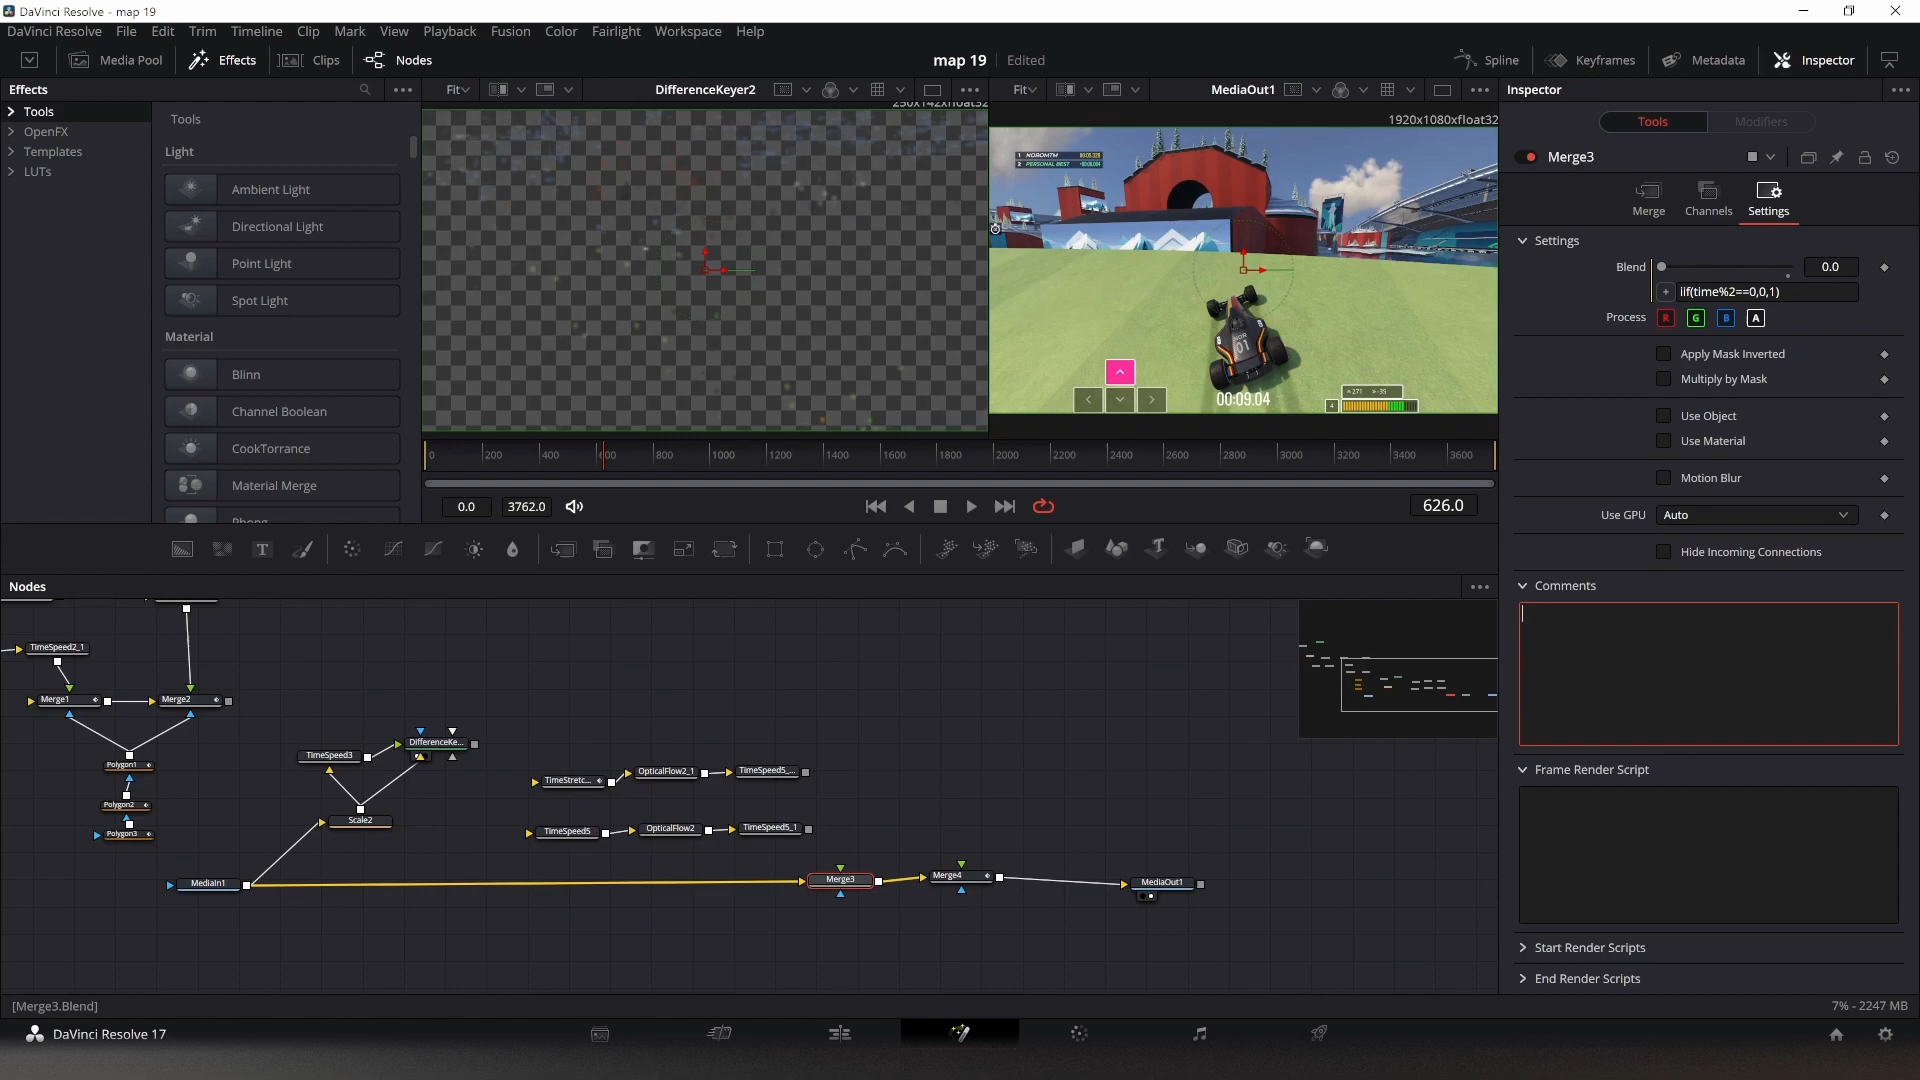 DaVinci Resolve - map 19
DaVinci Resolve File Edit Trim Timeline Clip Mark View Playback Fusion Color Fairlight Workspace Help
Media Pool Effects Clips Nodes map 19 Edited Spline Keyframes Metadata Inspector
Effects Fit DifferenceKeyer2 Fit MediaOut1 Inspector
250x142xfloat32
1920x1080xfloat32
Tools
OpenFX
Templates
LUTs
Tools
Light
Ambient Light
Directional Light
Point Light
Spot Light
Material
Blinn
Channel Boolean
CookTorrance
Material Merge
Phong
00:09.04
0 200 400 600 800 1000 1200 1400 1600 1800 2000 2200 2400 2600 2800 3000 3200 3400 3600
0.0 3762.0 626.0
Tools Modifiers
Merge3
Merge Channels Settings
Settings
Blend 0.0
iif(time%2==0,0,1)
Process R G B A
Apply Mask Inverted
Multiply by Mask
Use Object
Use Material
Motion Blur
Use GPU Auto
Hide Incoming Connections
Comments
Frame Render Script
Start Render Scripts
End Render Scripts
Nodes
TimeSpeed2_1
Merge1 Merge2
Polygon1
Polygon2
Polygon3
TimeSpeed3 DifferenceKe...
Scale2
TimeStretc... OpticalFlow2_1 TimeSpeed5_...
TimeSpeed5 OpticalFlow2 TimeSpeed5_1
MediaIn1 Merge3 Merge4 MediaOut1
[Merge3.Blend] 7% - 2247 MB
DaVinci Resolve 17